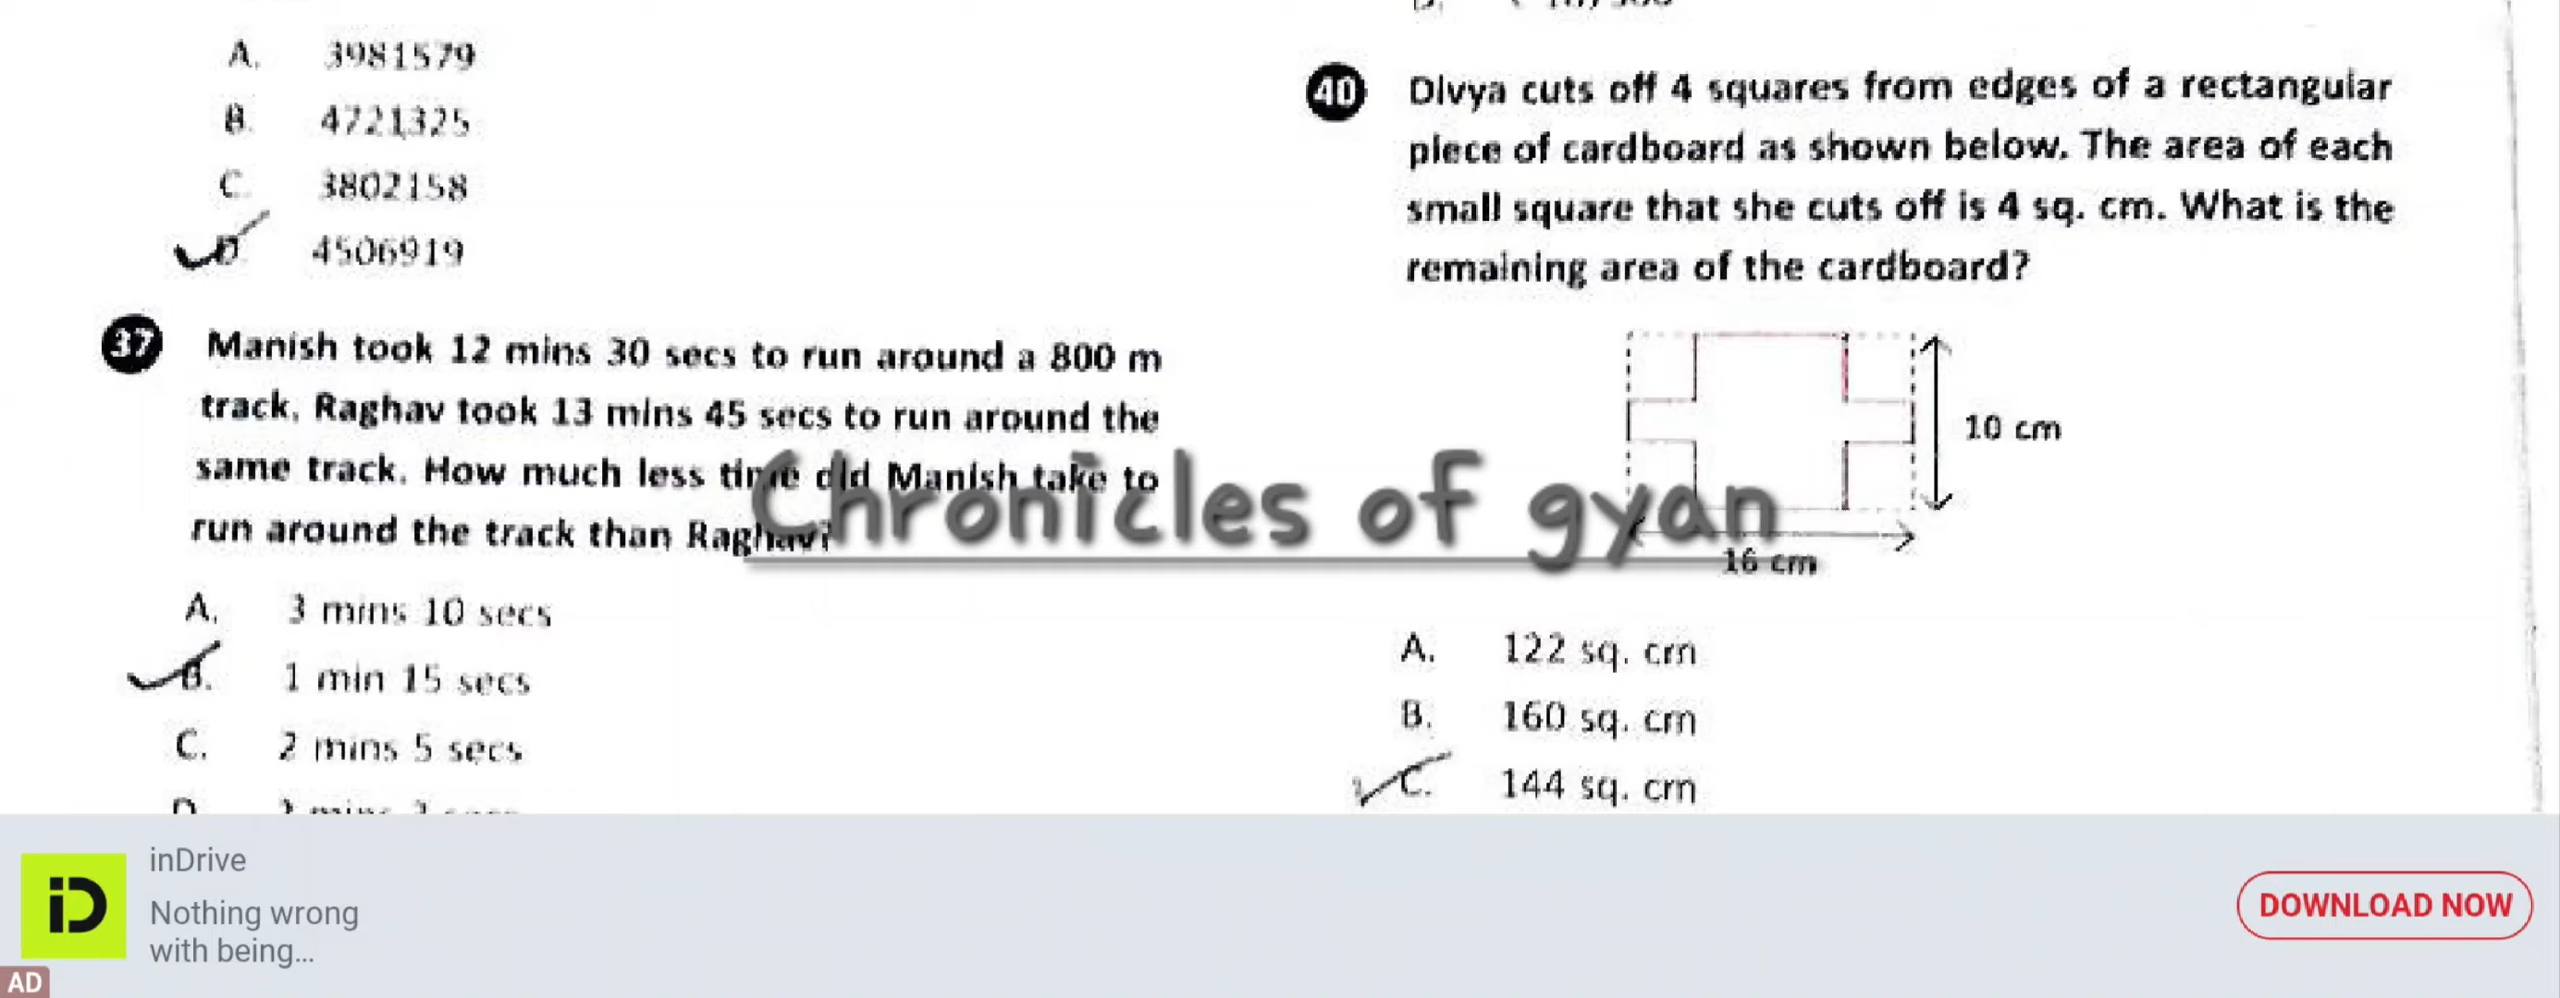 A. 3981579
B. 4721325
C. 3802158
D. 4506919
37 Manish took 12 mins 30 secs to run around a 800 m
track. Raghav took 13 mins 45 secs to run around the
same track. How much less time did Manish take to
run around the track than Raghav?
A. 3 mins 10 secs
B. 1 min 15 secs
C. 2 mins 5 secs
40 Divya cuts off 4 squares from edges of a rectangular
piece of cardboard as shown below. The area of each
small square that she cuts off is 4 sq. cm. What is the
remaining area of the cardboard?
10 cm
16 cm
A. 122 sq. cm
B. 160 sq. cm
C. 144 sq. cm
Chronicles of gyan
inDrive
Nothing wrong
with being...
AD
DOWNLOAD NOW